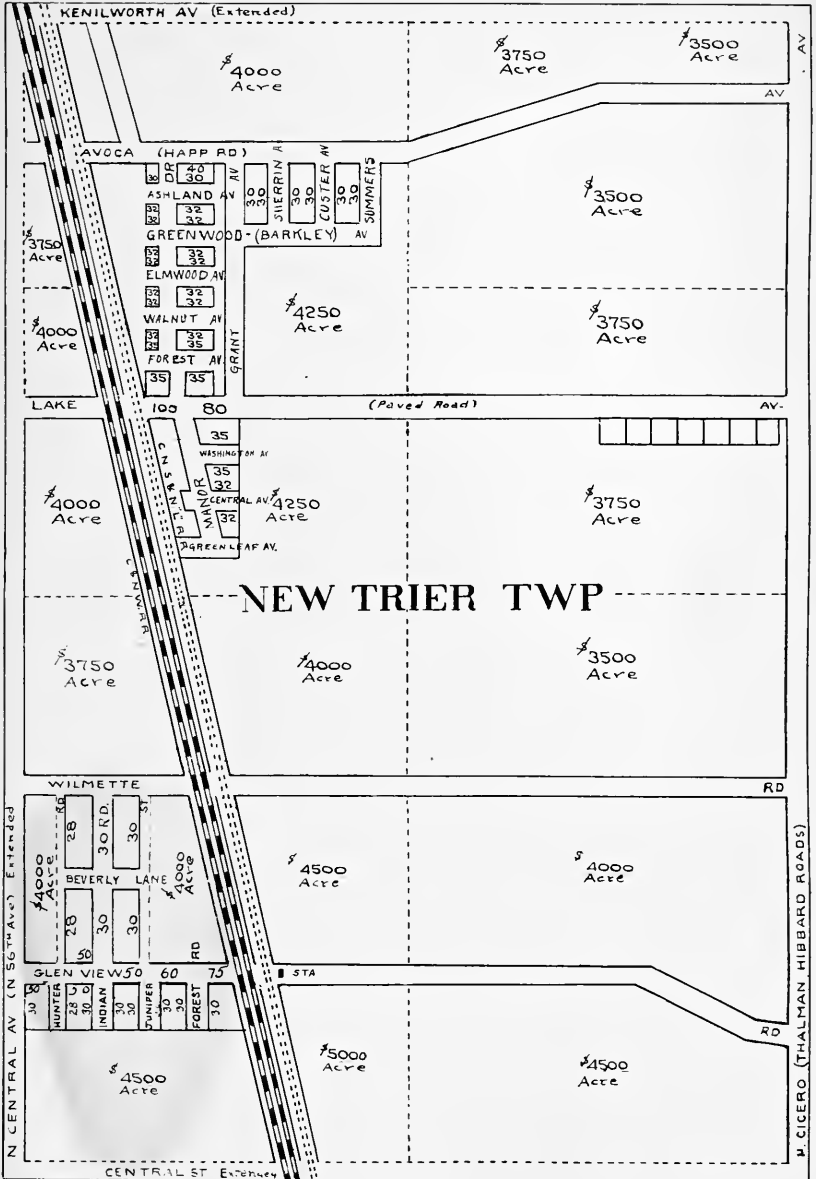 KENILWORTH AV (Extended)
$4000 Acre
$3750 Acre
$3500 Acre
AV
AV
AVOCA (HAPP RD)
30
DR
40
30
AV
30
30
SHERRIN AV
30
30
CUSTER AV
30
30
SUMMERS
ASHLAND AV
32
32
32
32
$3500 Acre
GREENWOOD-(BARKLEY) AV
$3750 Acre
32
32
32
32
ELMWOOD AV
32
32
32
32
$4250 Acre
$3750 Acre
WALNUT AV
$4000 Acre
32
32
32
35
GRANT
FOREST AV
35
35
LAKE
100
80
(Paved Road)
AV-
35
WASHINGTON AV
35
32
MANOR
CENTRAL AV.
32
GREENLEAF AV.
$4000 Acre
$4250 Acre
$3750 Acre
NEW TRIER TWP
$3750 Acre
$4000 Acre
$3500 Acre
WILMETTE
RD
RD
28
30 RD.
30
ST
$4000 Acre
$4000 Acre
$4500 Acre
$4000 Acre
BEVERLY LANE
28
30
30
50
RD
GLEN VIEW 50 60 75
STA
50
30
HUNTER
28
30
INDIAN
30
30
JUNIPER
30
30
FOREST
30
RD
$4500 Acre
$5000 Acre
$4500 Acre
CENTRAL ST
N CENTRAL AV (N 56TH Ave) Extended
N. CICERO (THALMAN HIBBARD ROADS)